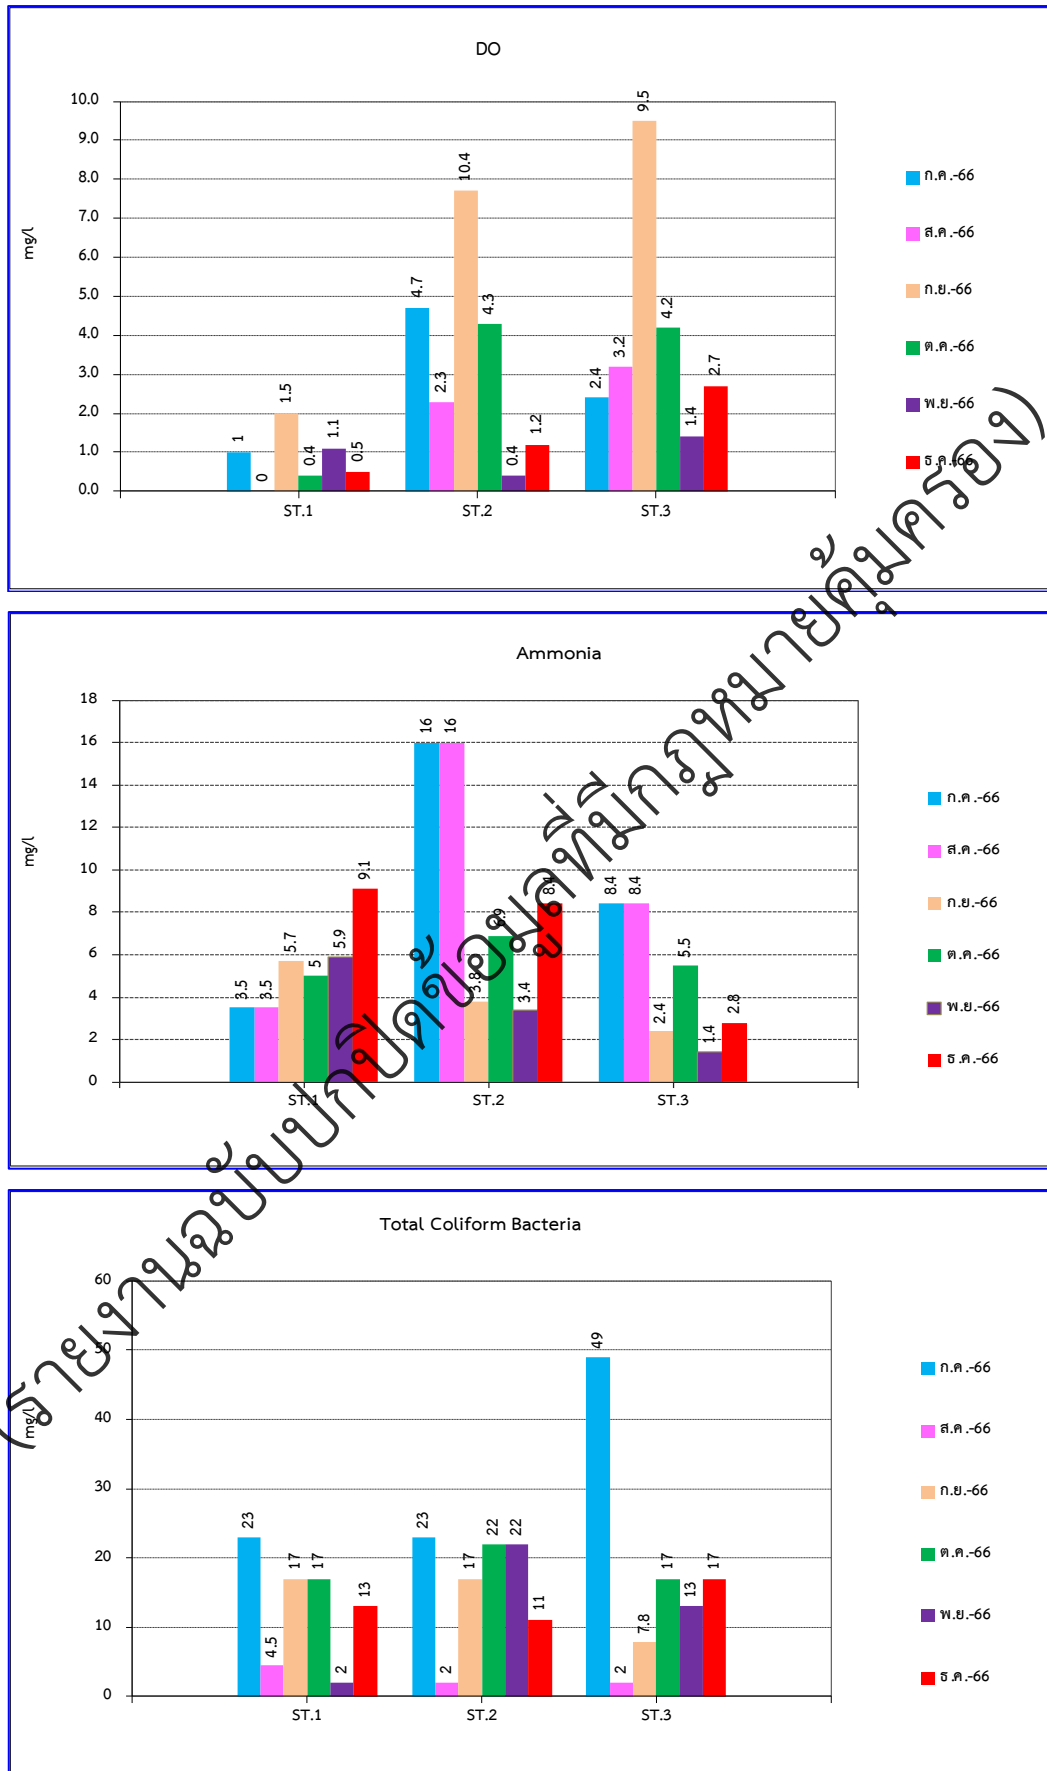 DO
10.0
9.0
8.0
7.0
6.0
5.0
4.0
3.0
2.0
1.0
0.0
mg/l
1
0
1.5
0.4
1.1
0.5
4.7
2.3
10.4
4.3
0.4
1.2
2.4
3.2
9.5
4.2
1.4
2.7
ST.1
ST.2
ST.3
ก.ค.-66
ส.ค.-66
ก.ย.-66
ต.ค.-66
พ.ย.-66
ธ.ค.-66
Ammonia
18
16
14
12
10
8
6
4
2
0
mg/l
3.5
3.5
5.7
5
5.9
9.1
16
16
3.8
6.9
3.4
8.4
8.4
8.4
2.4
5.5
1.4
2.8
ST.1
ST.2
ST.3
ก.ค.-66
ส.ค.-66
ก.ย.-66
ต.ค.-66
พ.ย.-66
ธ.ค.-66
Total Coliform Bacteria
60
50
40
30
20
10
0
mg/l
23
4.5
17
17
2
13
23
2
17
22
22
11
49
2
7.8
17
13
17
ST.1
ST.2
ST.3
ก.ค.-66
ส.ค.-66
ก.ย.-66
ต.ค.-66
พ.ย.-66
ธ.ค.-66
(รายงานฉบับปกปิดข้อมูลที่มีกฎหมายคุ้มครอง)